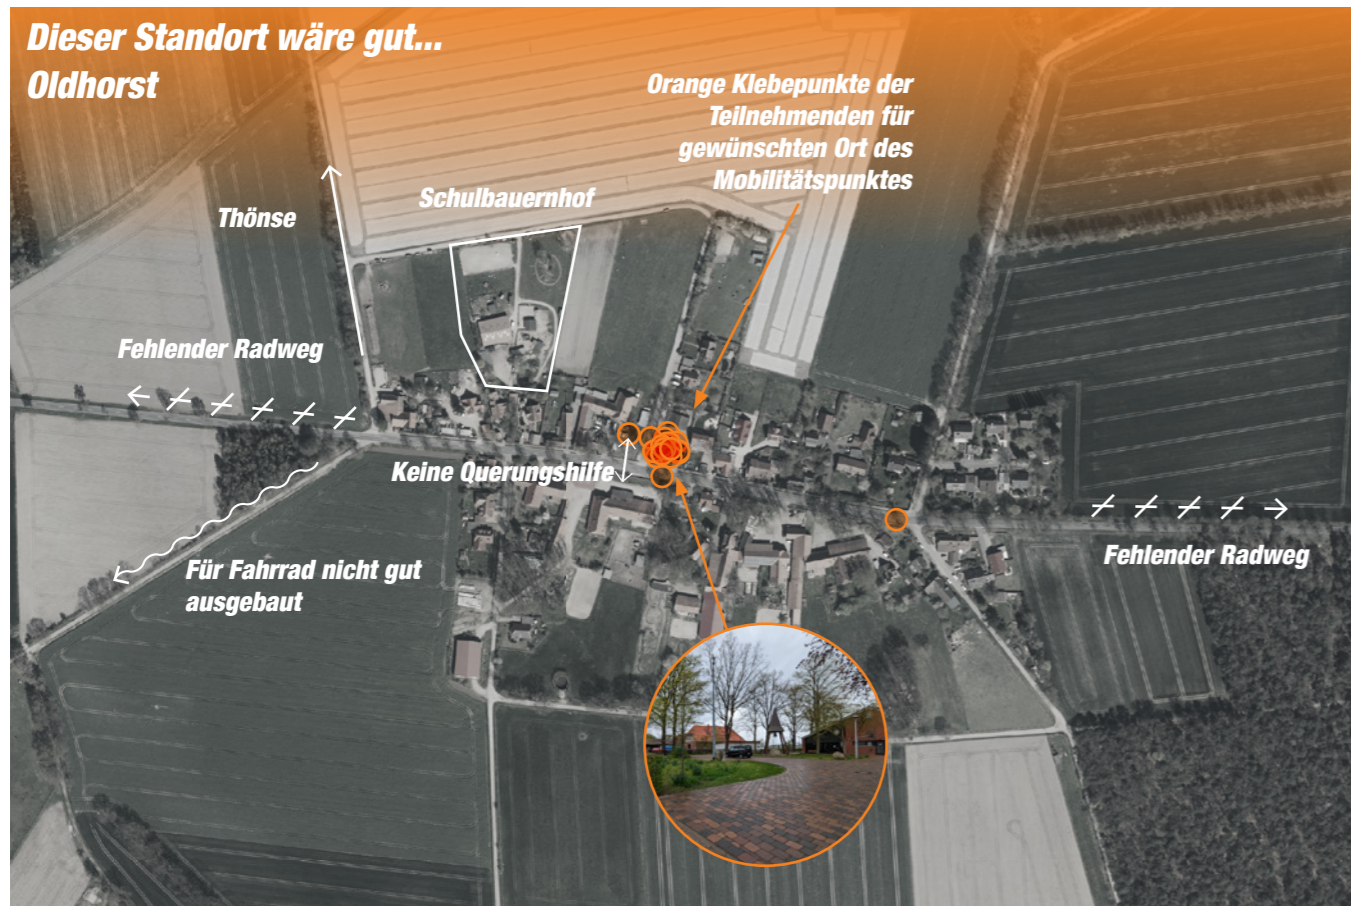 Dieser Standort wäre gut...
Oldhorst
Orange Klebepunkte der
Teilnehmenden für
gewünschten Ort des
Mobilitätspunktes
Schulbauernhof
Thönse
Fehlender Radweg
Keine Querungshilfe
Für Fahrrad nicht gut
ausgebaut
Fehlender Radweg